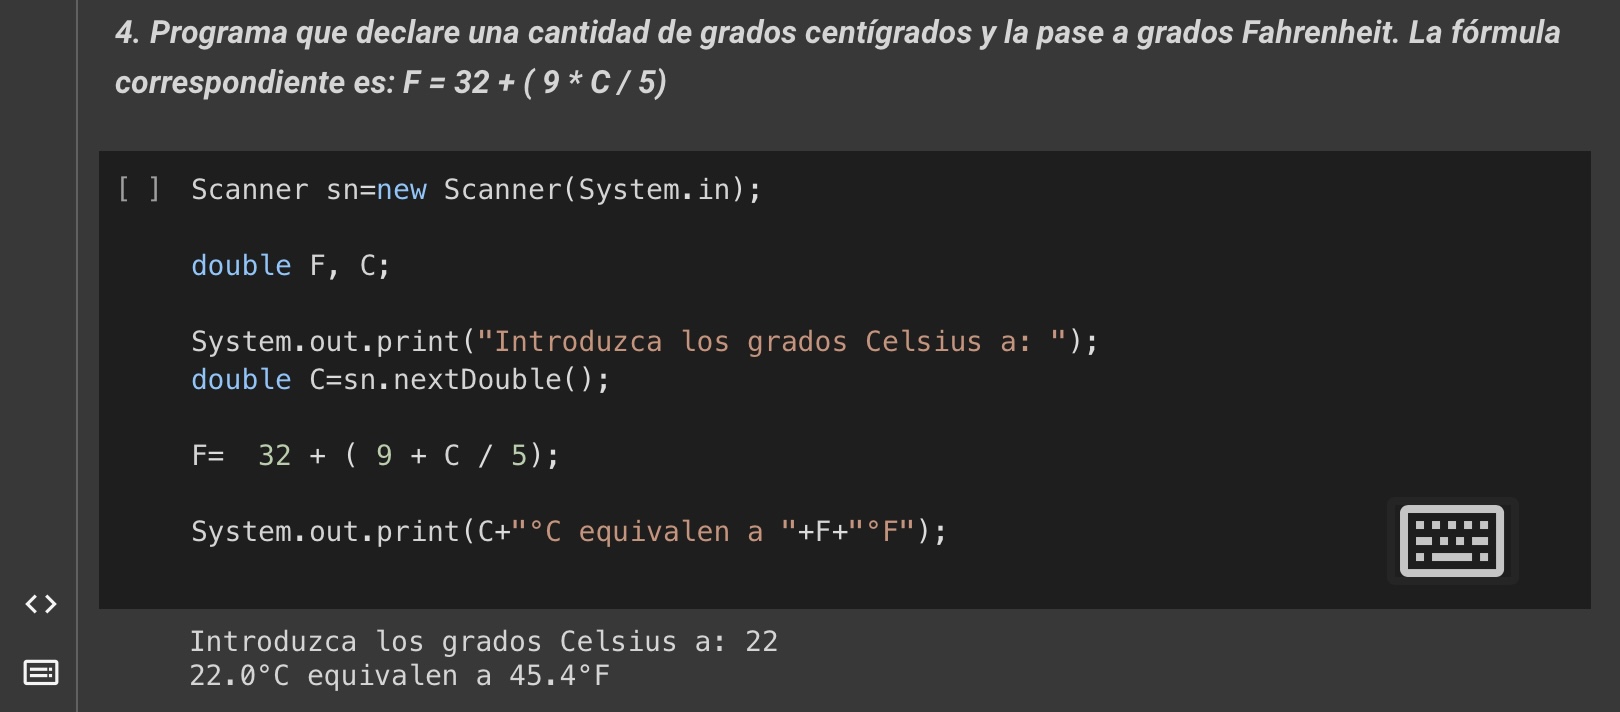 4. Programa que declare una cantidad de grados centígrados y la pase a grados Fahrenheit. La fórmula
correspondiente es: F = 32 + ( 9 * C / 5)
[ ] Scanner sn=new Scanner(System.in);
double F, C;
System.out.print("Introduzca los grados Celsius a: ");
double C=sn.nextDouble();
F=  32 + ( 9 + C / 5);
System.out.print(C+"°C equivalen a "+F+"°F");
<>
Introduzca los grados Celsius a: 22
22.0°C equivalen a 45.4°F